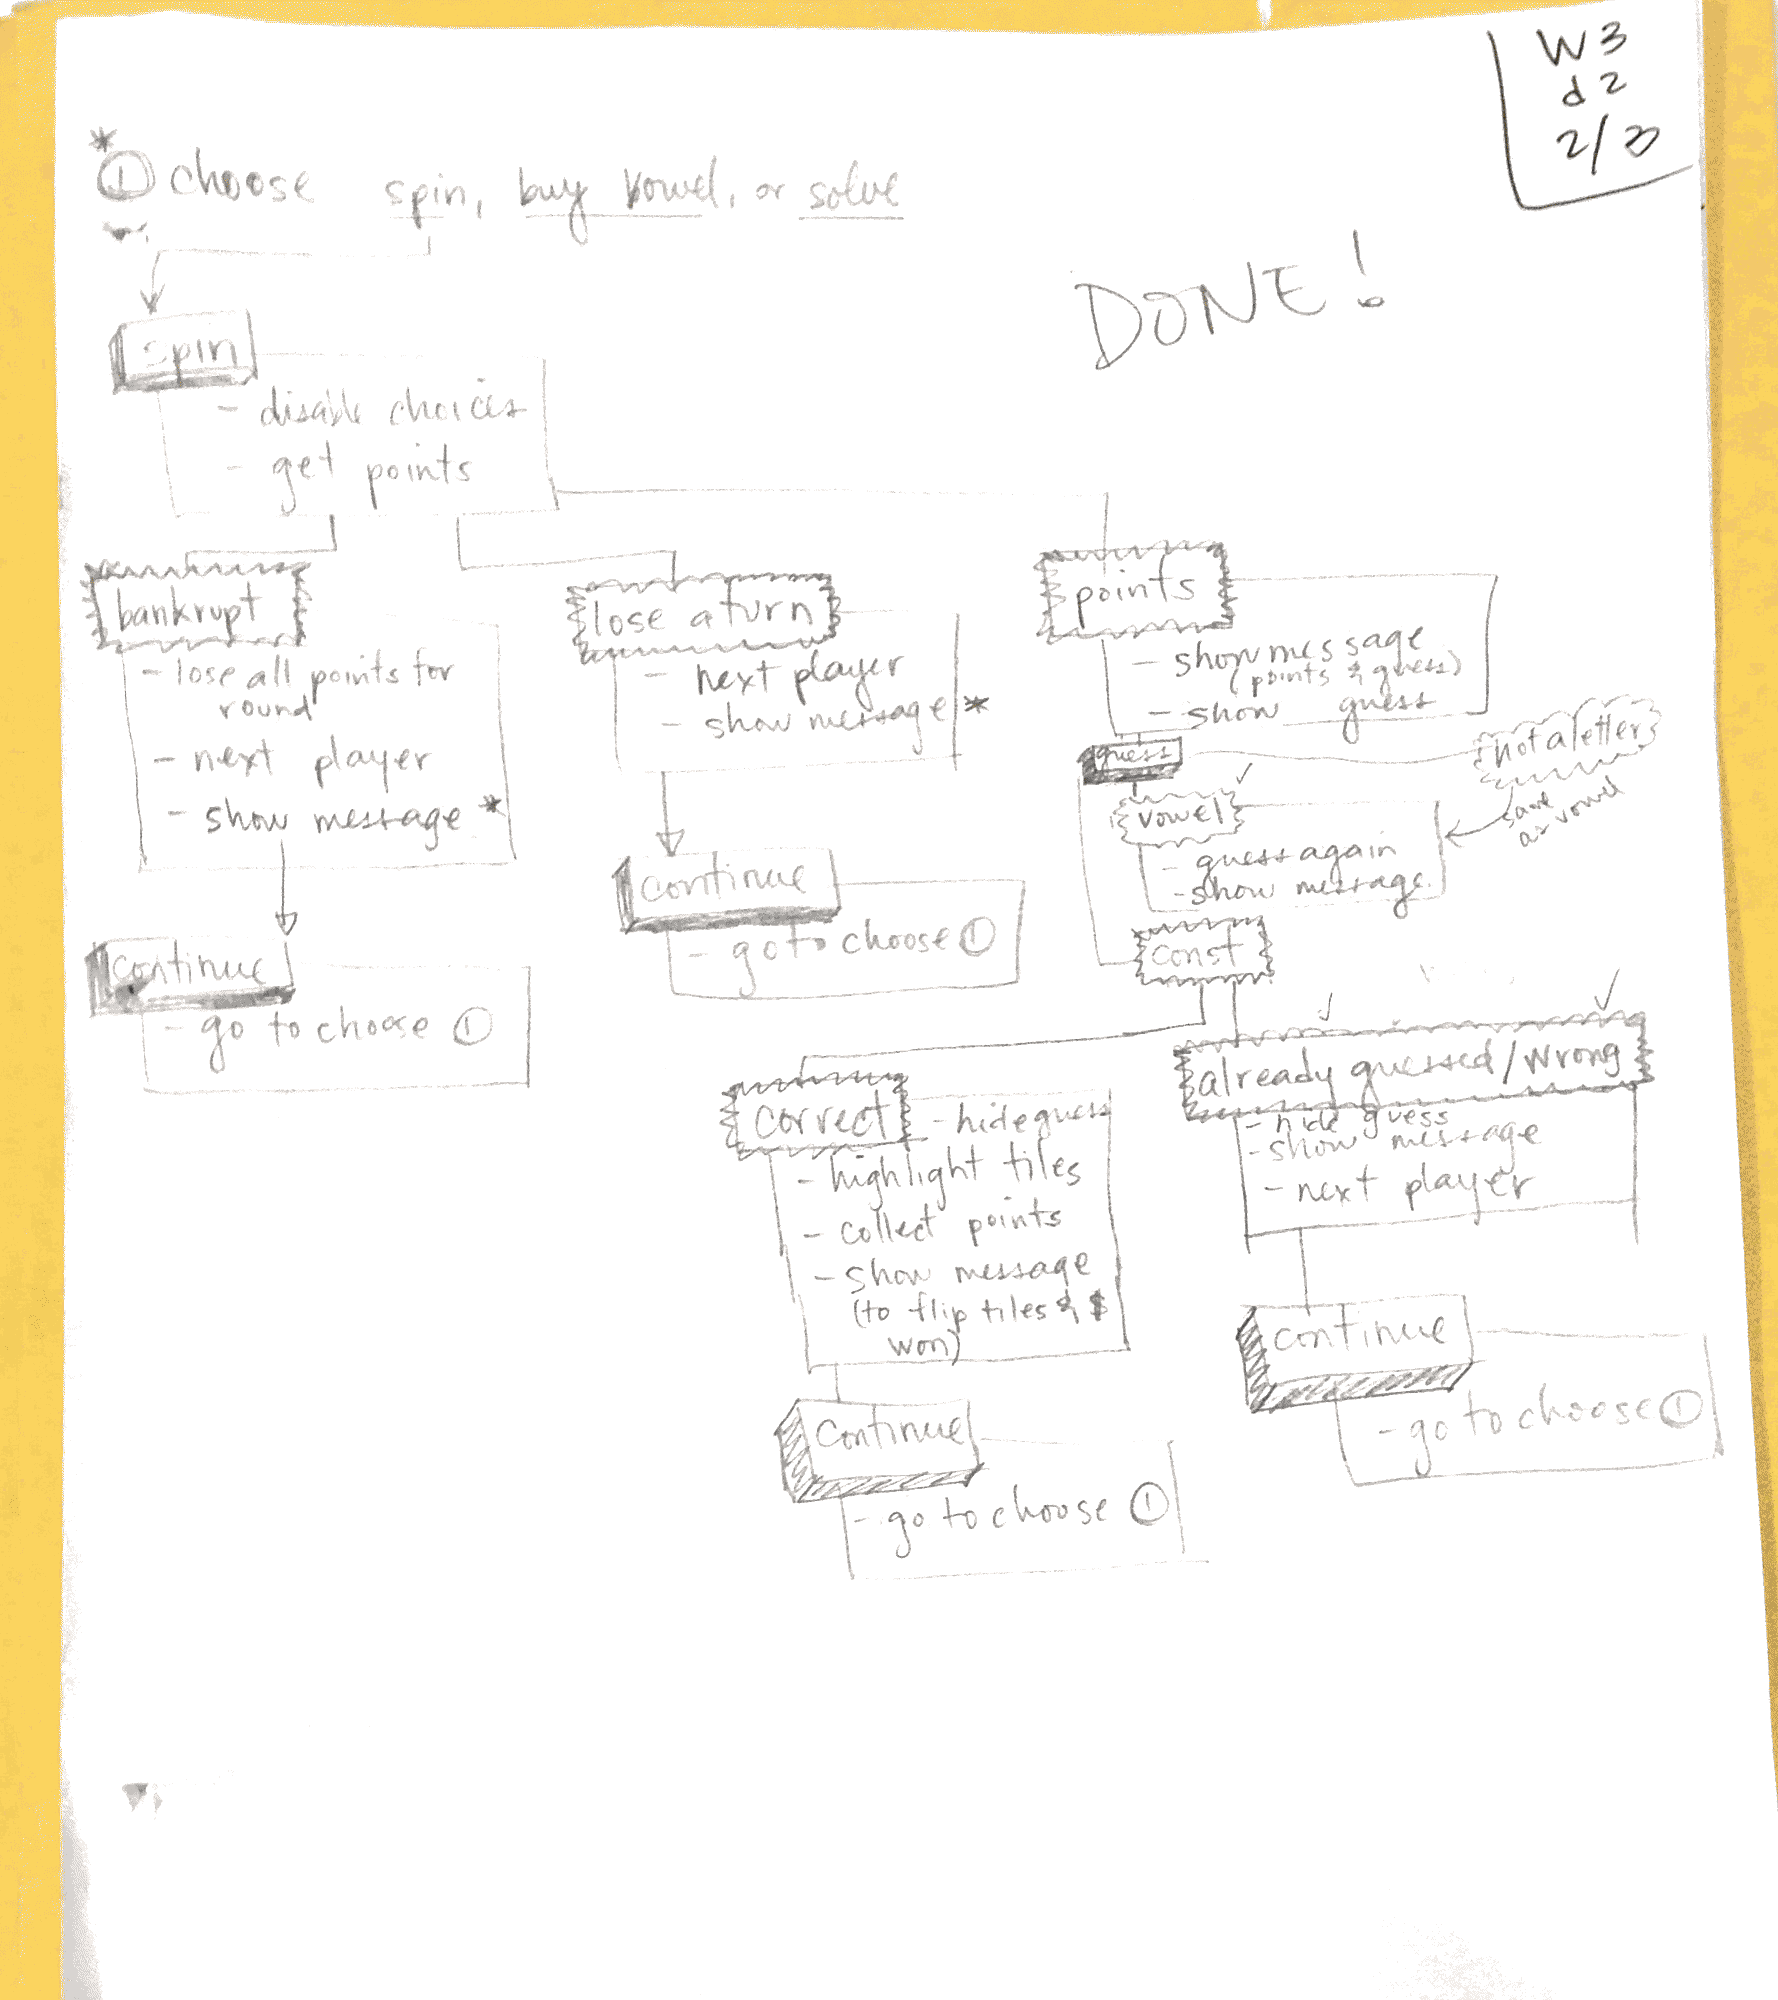 W3
d2
2/3
* ① choose spin, buy vowel, or solve
DONE!
spin
- disable choices
- get points
bankrupt
- lose all points for
round
- next player
- show message *
continue
- go to choose ①
lose a turn
- next player
- show message *
continue
- go to choose ①
points
- show message
(points & guess)
- show guess
guess
not a letter
same
as vowel
vowel
- guess again
- show message
const
correct
- hide guess
- highlight tiles
- collect points
- show message
(to flip tiles & $
won)
continue
- go to choose ①
already guessed/wrong
- hide guess
- show message
- next player
continue
- go to choose ①